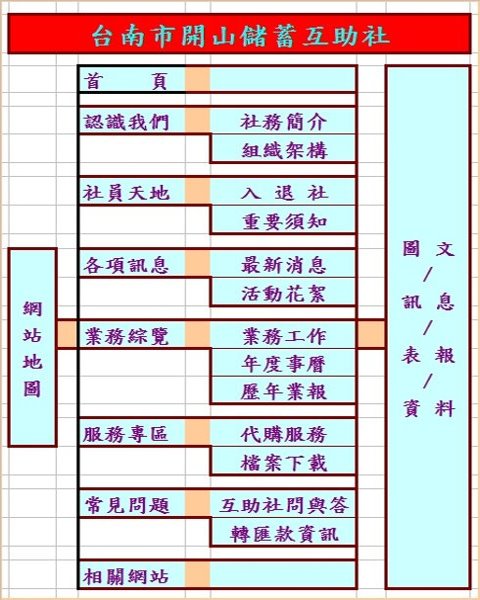 台南市開山儲蓄互助社
首 頁
認識我們 社務簡介
組織架構
社員天地 入 退 社
重要須知
各項訊息 最新消息
活動花絮
業務綜覽 業務工作
年度事曆
歷年業報
服務專區 代購服務
檔案下載
常見問題 互助社問與答
轉匯款資訊
相關網站
網
站
地
圖
圖 文
/
訊 息
/
表 報
/
資 料